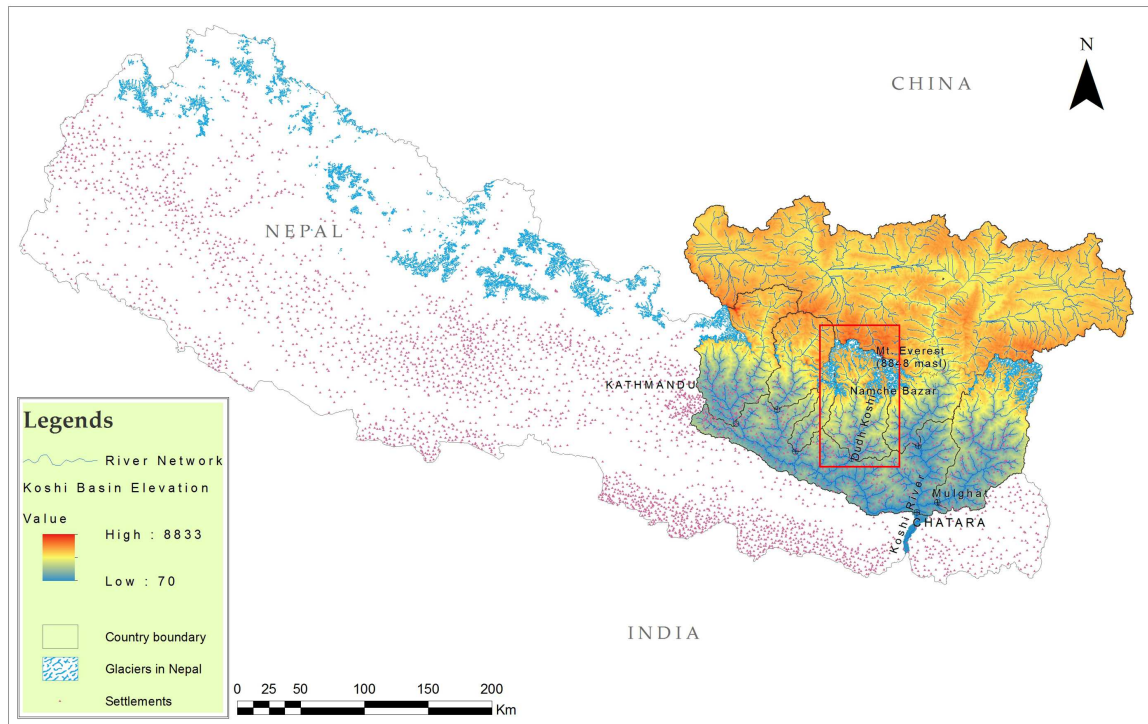 N
CHINA
NEPAL
Mt. Everest
(8848 masl)
KATHMANDU
Namche Bazar
Dudh Koshi
Mulghat
Koshi River
CHATARA
INDIA
Legends
River Network
Koshi Basin Elevation
Value
High : 8833
Low : 70
Country boundary
Glaciers in Nepal
Settlements
0 25 50 100 150 200
Km